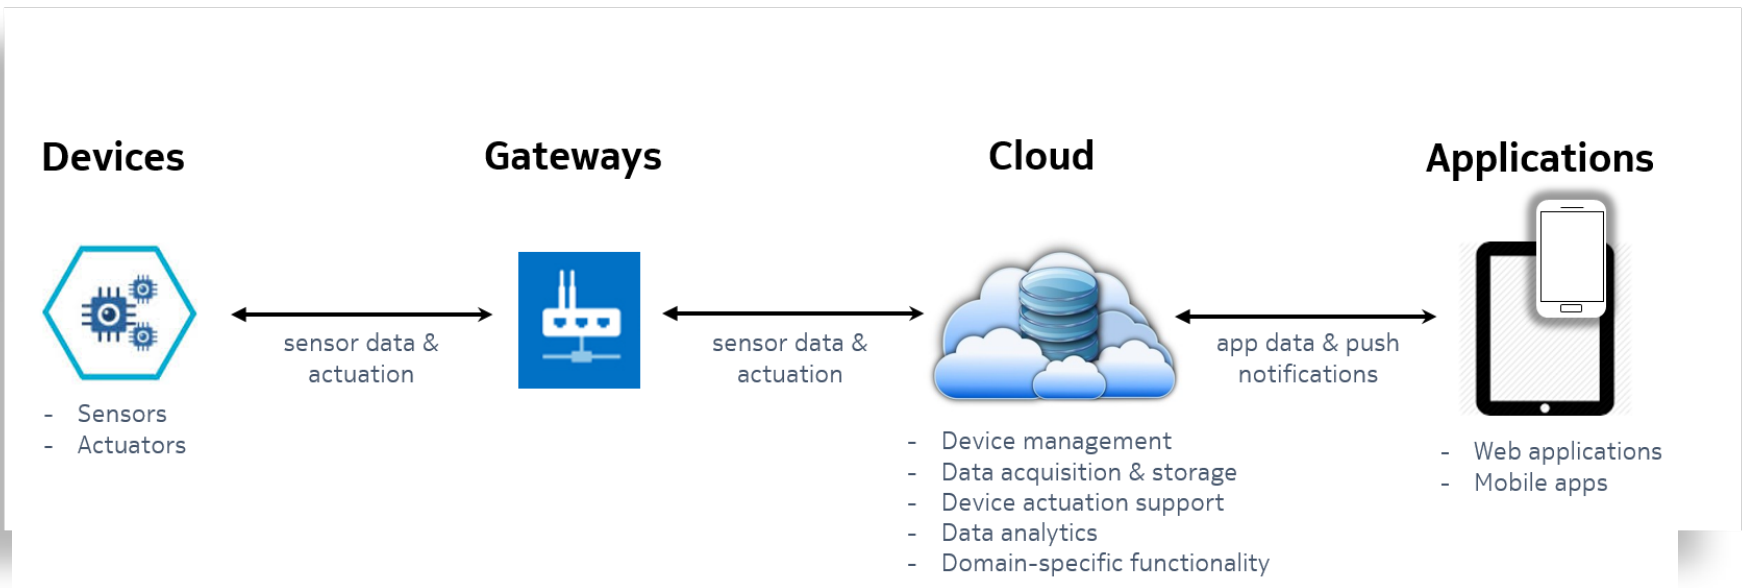 Devices
Gateways
Cloud
Applications
sensor data &
actuation
sensor data &
actuation
app data & push
notifications
- Sensors
- Actuators
- Device management
- Data acquisition & storage
- Device actuation support
- Data analytics
- Domain-specific functionality
- Web applications
- Mobile apps